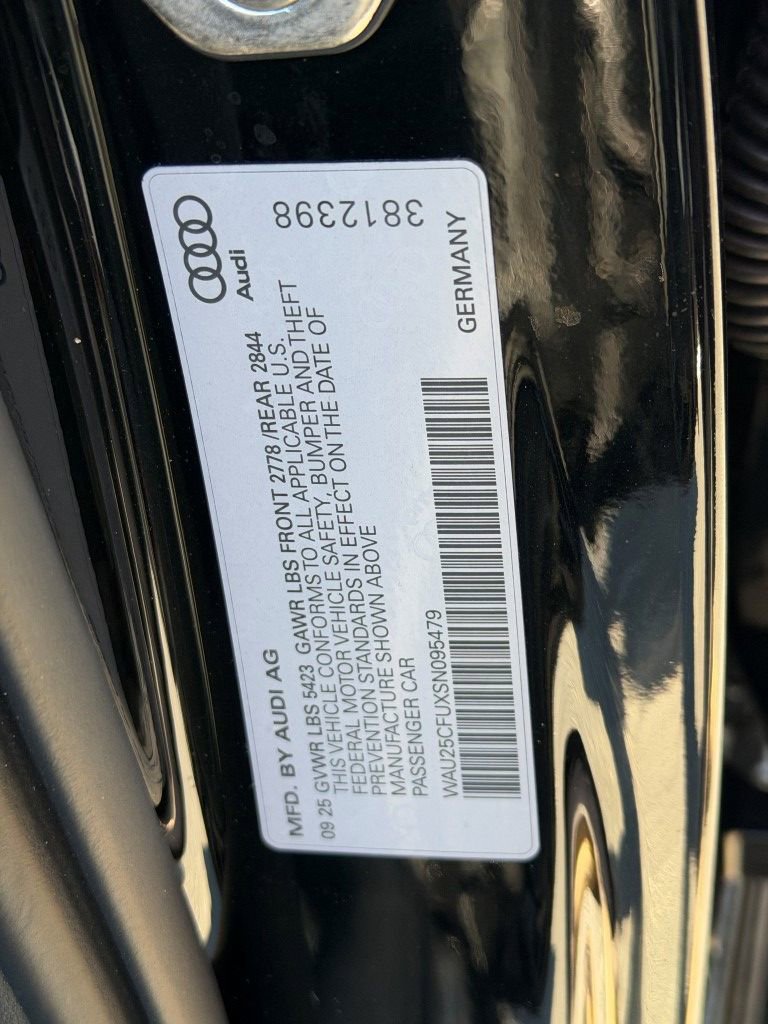 MFD. BY AUDI AG
Audi
09 25 GVWR LBS 5423 GAWR LBS FRONT 2778 /REAR 2844
THIS VEHICLE CONFORMS TO ALL APPLICABLE U.S.
FEDERAL MOTOR VEHICLE SAFETY, BUMPER AND THEFT
PREVENTION STANDARDS IN EFFECT ON THE DATE OF
MANUFACTURE SHOWN ABOVE
PASSENGER CAR
WAU25CFUXSN095479
GERMANY
3812398